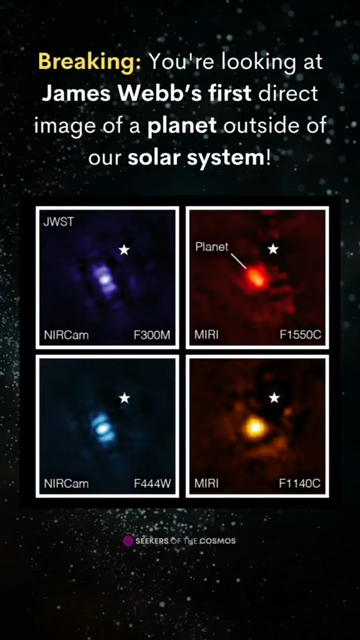 Breaking: You're looking at
James Webb’s first direct
image of a planet outside of
our solar system!
JWST
NIRCam F300M
Planet
MIRI F1550C
NIRCam F444W
MIRI F1140C
SEEKERS OF THE COSMOS